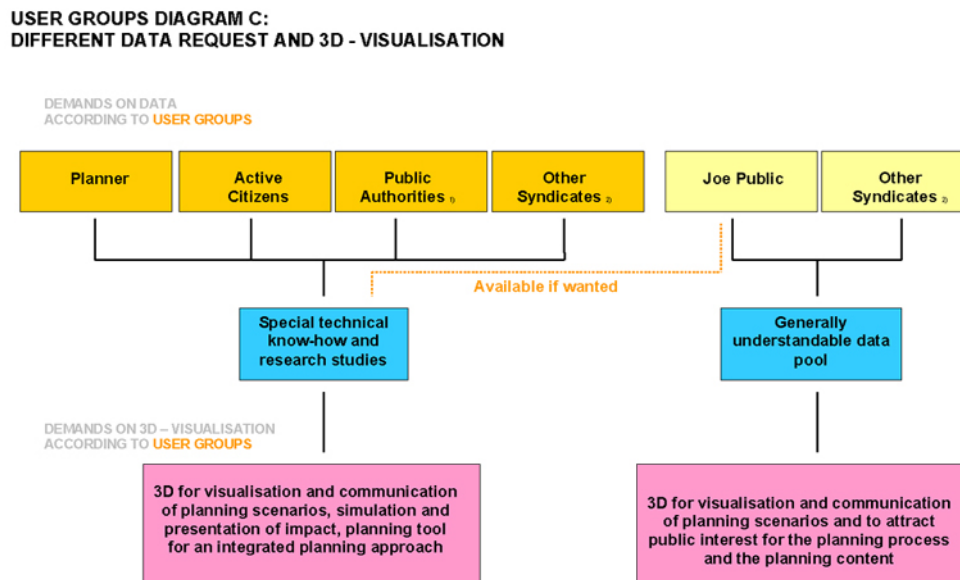 USER GROUPS DIAGRAM C:
DIFFERENT DATA REQUEST AND 3D - VISUALISATION
DEMANDS ON DATA
ACCORDING TO USER GROUPS
Planner
Active
Citizens
Public
Authorities 1)
Other
Syndicates 2)
Joe Public
Other
Syndicates 2)
Available if wanted
Special technical
know-how and
research studies
Generally
understandable data
pool
DEMANDS ON 3D – VISUALISATION
ACCORDING TO USER GROUPS
3D for visualisation and communication
of planning scenarios, simulation and
presentation of impact, planning tool
for an integrated planning approach
3D for visualisation and communication
of planning scenarios and to attract
public interest for the planning process
and the planning content